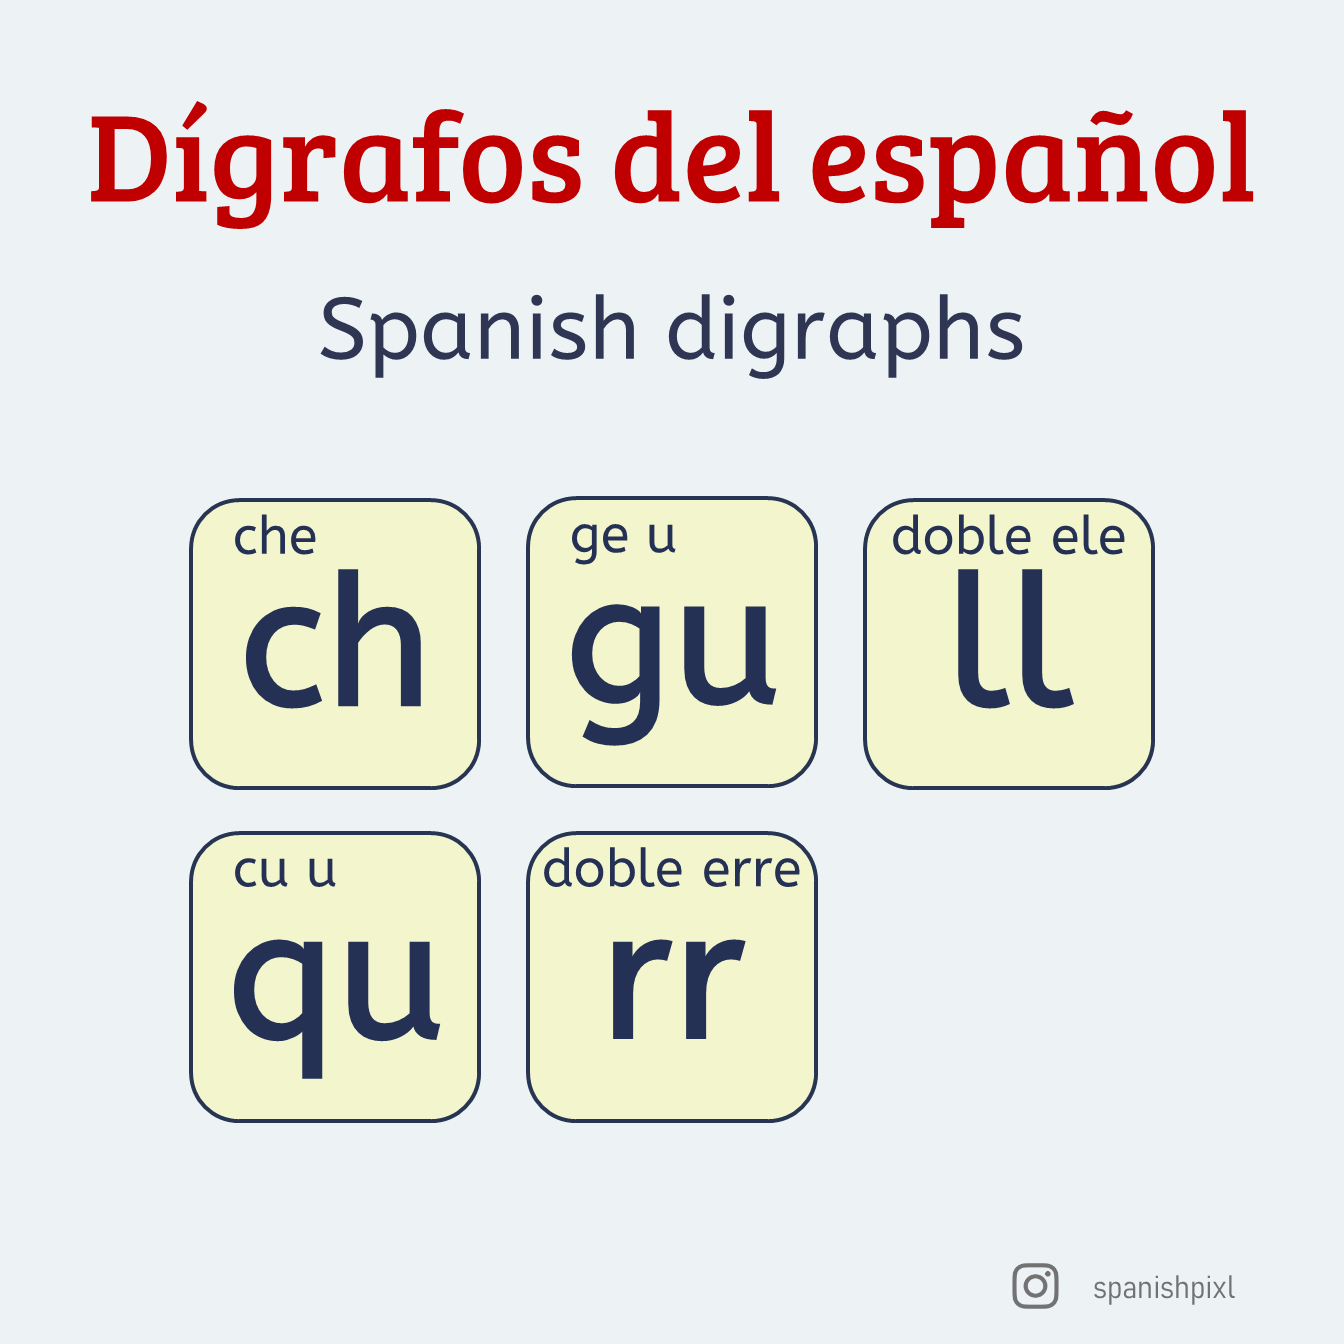 Dígrafos del español
Spanish digraphs
che
ch
ge u
gu
doble ele
ll
cu u
qu
doble erre
rr
spanishpixl